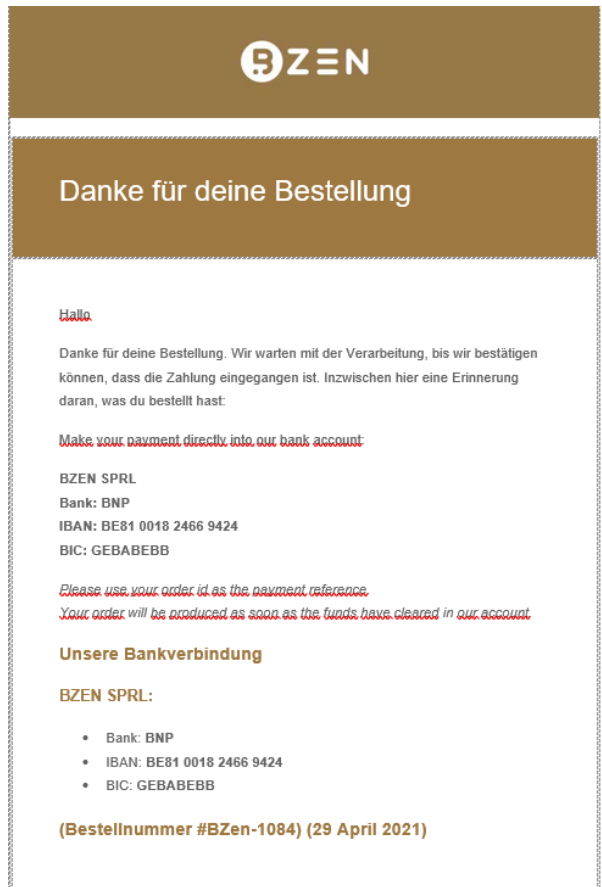 BZEN
Danke für deine Bestellung
Hallo
Danke für deine Bestellung. Wir warten mit der Verarbeitung, bis wir bestätigen
können, dass die Zahlung eingegangen ist. Inzwischen hier eine Erinnerung
daran, was du bestellt hast:
Make your payment directly into our bank account:
BZEN SPRL
Bank: BNP
IBAN: BE81 0018 2466 9424
BIC: GEBABEBB
Please use your order id as the payment reference.
Your order will be produced as soon as the funds have cleared in our account.
Unsere Bankverbindung
BZEN SPRL:
• Bank: BNP
• IBAN: BE81 0018 2466 9424
• BIC: GEBABEBB
(Bestellnummer #BZen-1084) (29 April 2021)